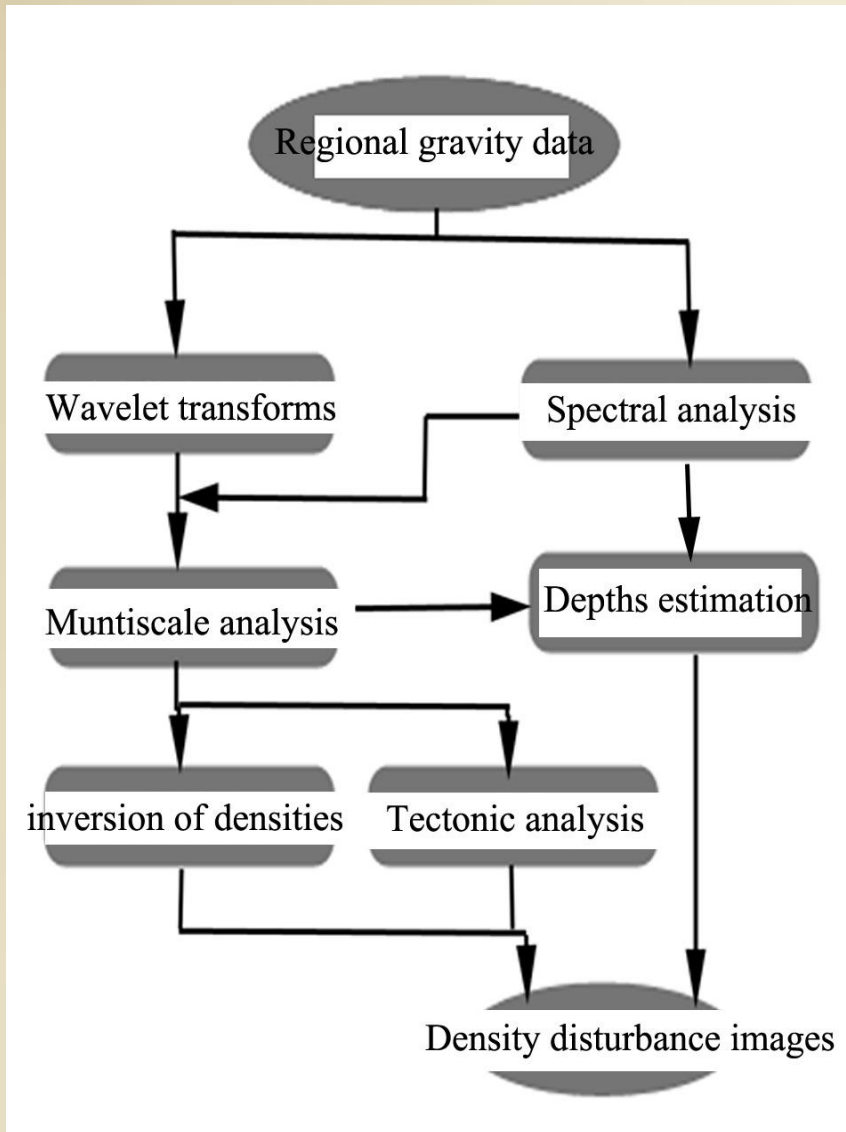 Regional gravity data
Wavelet transforms
Spectral analysis
Muntiscale analysis
Depths estimation
inversion of densities
Tectonic analysis
Density disturbance images